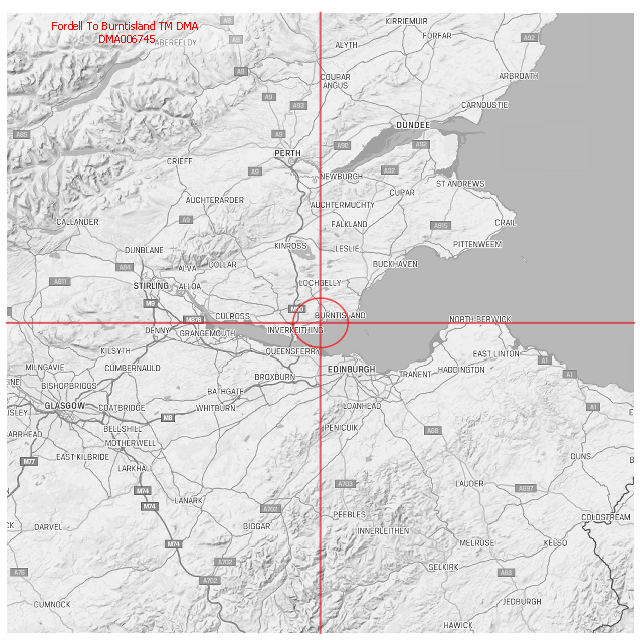 Fordell To Burntisland TM DMA
DMA006745
KIRRIEMUIR
A9
A9
ABERFELDY
FORFAR
A92
ALYTH
A9
COUPAR
ANGUS
ARBROATH
A9
A93
CARNOUSTIE
A85
A9
DUNDEE
A90
A92
PERTH
CRIEFF
A9
NEWBURGH
A92
ST ANDREWS
CUPAR
AUCHTERARDER
AUCHTERMUCHTY
CALLANDER
A9
FALKLAND
A915
CRAIL
DUNBLANE
KINROSS
LESLIE
PITTENWEEM
A84
ALVA
DOLLAR
BUCKHAVEN
A811
STIRLING
ALLOA
LOCHGELLY
M9
M90
CULROSS
BURNTISLAND
M876
NORTH BERWICK
DENNY
GRANGEMOUTH
INVERKEITHING
KILSYTH
QUEENSFERRY
EAST LINTON
A1
MILNGAVIE
CUMBERNAULD
BROXBURN
EDINBURGH
TRANENT
HADDINGTON
A1
BISHOPBRIGGS
BATHGATE
GLASGOW
COATBRIDGE
WHITBURN
LOANHEAD
A1
M8
BELLSHILL
PENICUIK
A68
ARRHEAD
MOTHERWELL
M77
EAST KILBRIDE
LARKHALL
DUNS
A703
LAUDER
A697
M74
LANARK
M74
A702
PEEBLES
COLDSTREAM
DARVEL
BIGGAR
INNERLEITHEN
M74
MELROSE
KELSO
A702
SELKIRK
A76
A702
A68
CUMNOCK
JEDBURGH
HAWICK